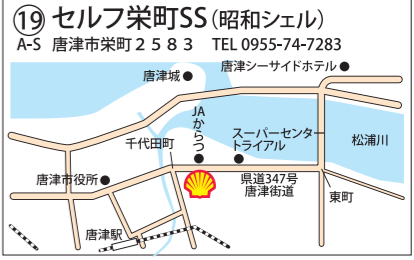 ⑲ セルフ栄町SS(昭和シェル)
A-S 唐津市栄町2583 TEL 0955-74-7283
唐津シーサイドホテル
唐津城
JAからつ
スーパーセンター
トライアル
松浦川
千代田町
唐津市役所
県道347号
唐津街道
東町
唐津駅